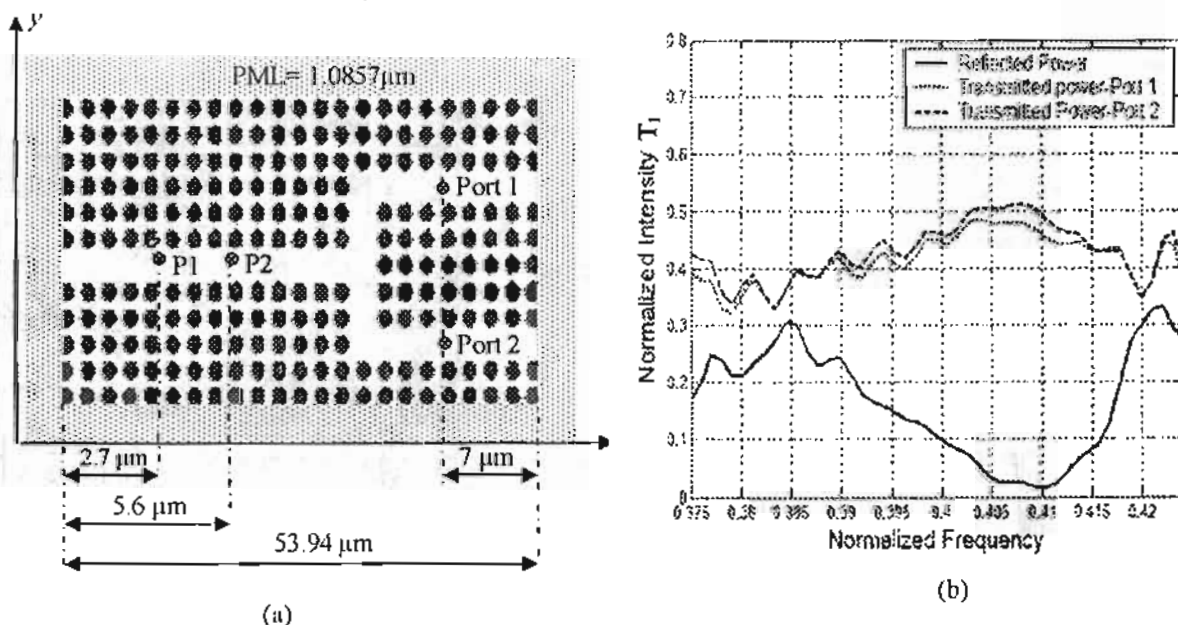 y
PML= 1.0857μm
Port 1
P1
P2
Port 2
2.7 μm
7 μm
5.6 μm
53.94 μm
(a)
Reflected Power
Transmitted power-Port 1
Transmitted Power-Port 2
Normalized Intensity T₁
0.8
0.7
0.6
0.5
0.4
0.3
0.2
0.1
0
0.375
0.38
0.385
0.39
0.395
0.4
0.405
0.41
0.415
0.42
Normalized Frequency
(b)